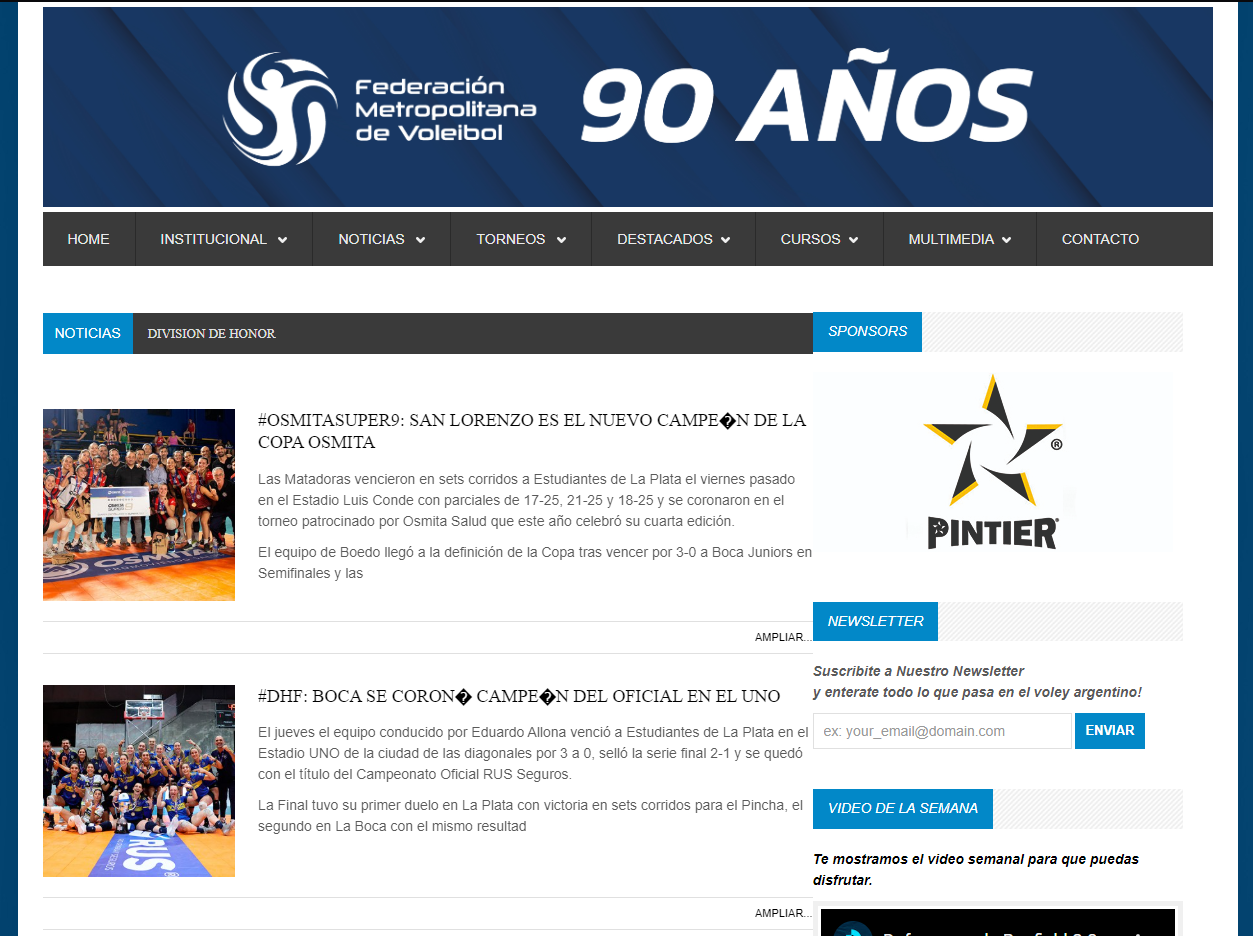 Federación
Metropolitana
de Voleibol
90 AÑOS
HOME
INSTITUCIONAL
NOTICIAS
TORNEOS
DESTACADOS
CURSOS
MULTIMEDIA
CONTACTO
NOTICIAS
DIVISION DE HONOR
#OSMITASUPER9: SAN LORENZO ES EL NUEVO CAMPE�N DE LA
COPA OSMITA
Las Matadoras vencieron en sets corridos a Estudiantes de La Plata el viernes pasado
en el Estadio Luis Conde con parciales de 17-25, 21-25 y 18-25 y se coronaron en el
torneo patrocinado por Osmita Salud que este año celebró su cuarta edición.
El equipo de Boedo llegó a la definición de la Copa tras vencer por 3-0 a Boca Juniors en
Semifinales y las
OSMITA
AMPLIAR...
#DHF: BOCA SE CORON� CAMPE�N DEL OFICIAL EN EL UNO
El jueves el equipo conducido por Eduardo Allona venció a Estudiantes de La Plata en el
Estadio UNO de la ciudad de las diagonales por 3 a 0, selló la serie final 2-1 y se quedó
con el título del Campeonato Oficial RUS Seguros.
La Final tuvo su primer duelo en La Plata con victoria en sets corridos para el Pincha, el
segundo en La Boca con el mismo resultad
RUS
AMPLIAR...
SPONSORS
®
PINTIER
NEWSLETTER
Suscribite a Nuestro Newsletter
y enterate todo lo que pasa en el voley argentino!
ex: your_email@domain.com
ENVIAR
VIDEO DE LA SEMANA
Te mostramos el video semanal para que puedas
disfrutar.